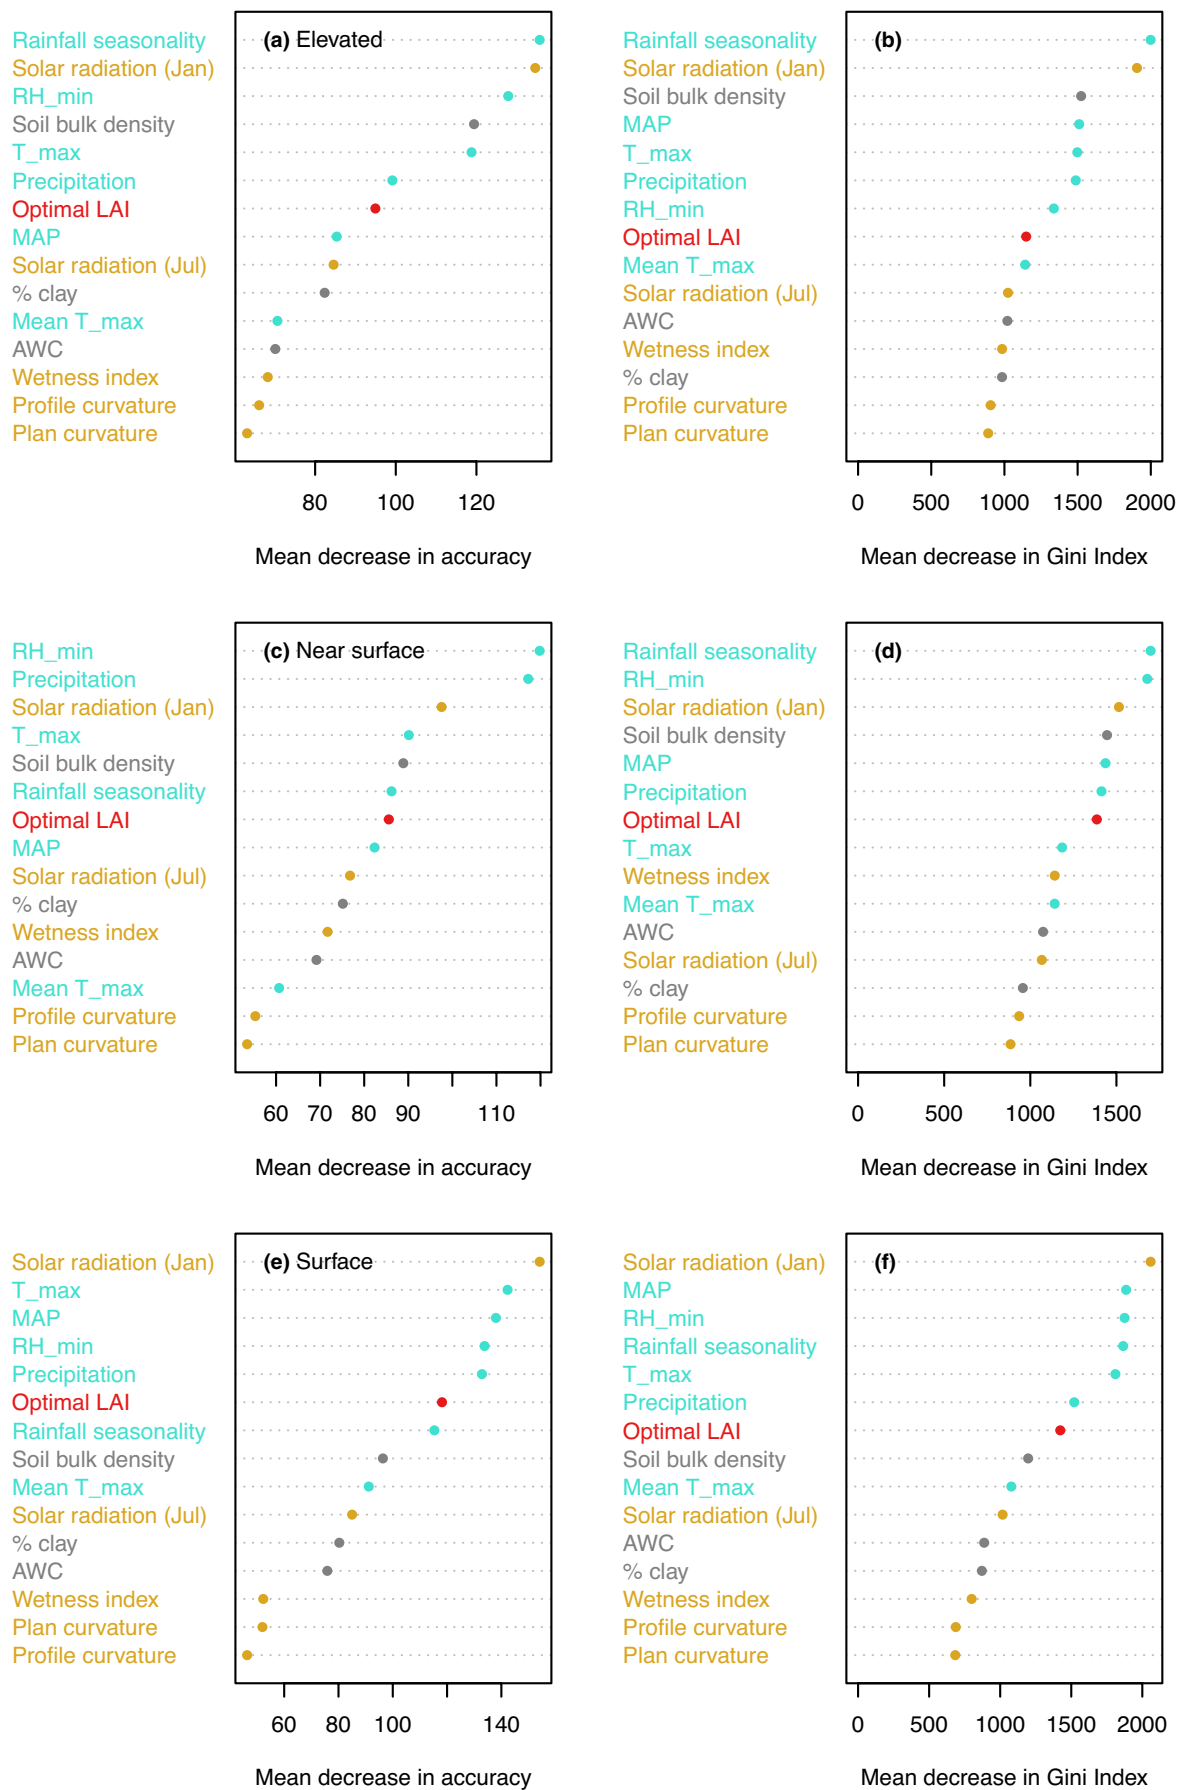 Rainfall seasonality
Solar radiation (Jan)
RH_min
Soil bulk density
T_max
Precipitation
Optimal LAI
MAP
Solar radiation (Jul)
% clay
Mean T_max
AWC
Wetness index
Profile curvature
Plan curvature
(a) Elevated
80 100 120
Mean decrease in accuracy
Rainfall seasonality
Solar radiation (Jan)
Soil bulk density
MAP
T_max
Precipitation
RH_min
Optimal LAI
Mean T_max
Solar radiation (Jul)
AWC
Wetness index
% clay
Profile curvature
Plan curvature
(b)
0 500 1000 1500 2000
Mean decrease in Gini Index
RH_min
Precipitation
Solar radiation (Jan)
T_max
Soil bulk density
Rainfall seasonality
Optimal LAI
MAP
Solar radiation (Jul)
% clay
Wetness index
AWC
Mean T_max
Profile curvature
Plan curvature
(c) Near surface
60 70 80 90 110
Mean decrease in accuracy
Rainfall seasonality
RH_min
Solar radiation (Jan)
Soil bulk density
MAP
Precipitation
Optimal LAI
T_max
Wetness index
Mean T_max
AWC
Solar radiation (Jul)
% clay
Profile curvature
Plan curvature
(d)
0 500 1000 1500
Mean decrease in Gini Index
Solar radiation (Jan)
T_max
MAP
RH_min
Precipitation
Optimal LAI
Rainfall seasonality
Soil bulk density
Mean T_max
Solar radiation (Jul)
% clay
AWC
Wetness index
Plan curvature
Profile curvature
(e) Surface
60 80 100 140
Mean decrease in accuracy
Solar radiation (Jan)
MAP
RH_min
Rainfall seasonality
T_max
Precipitation
Optimal LAI
Soil bulk density
Mean T_max
Solar radiation (Jul)
AWC
% clay
Wetness index
Profile curvature
Plan curvature
(f)
0 500 1000 1500 2000
Mean decrease in Gini Index